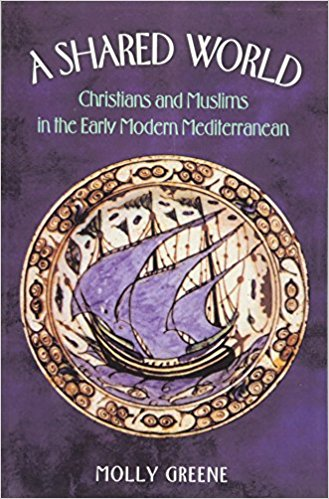 A SHARED WORLD
Christians and Muslims
in the Early Modern Mediterranean
MOLLY GREENE